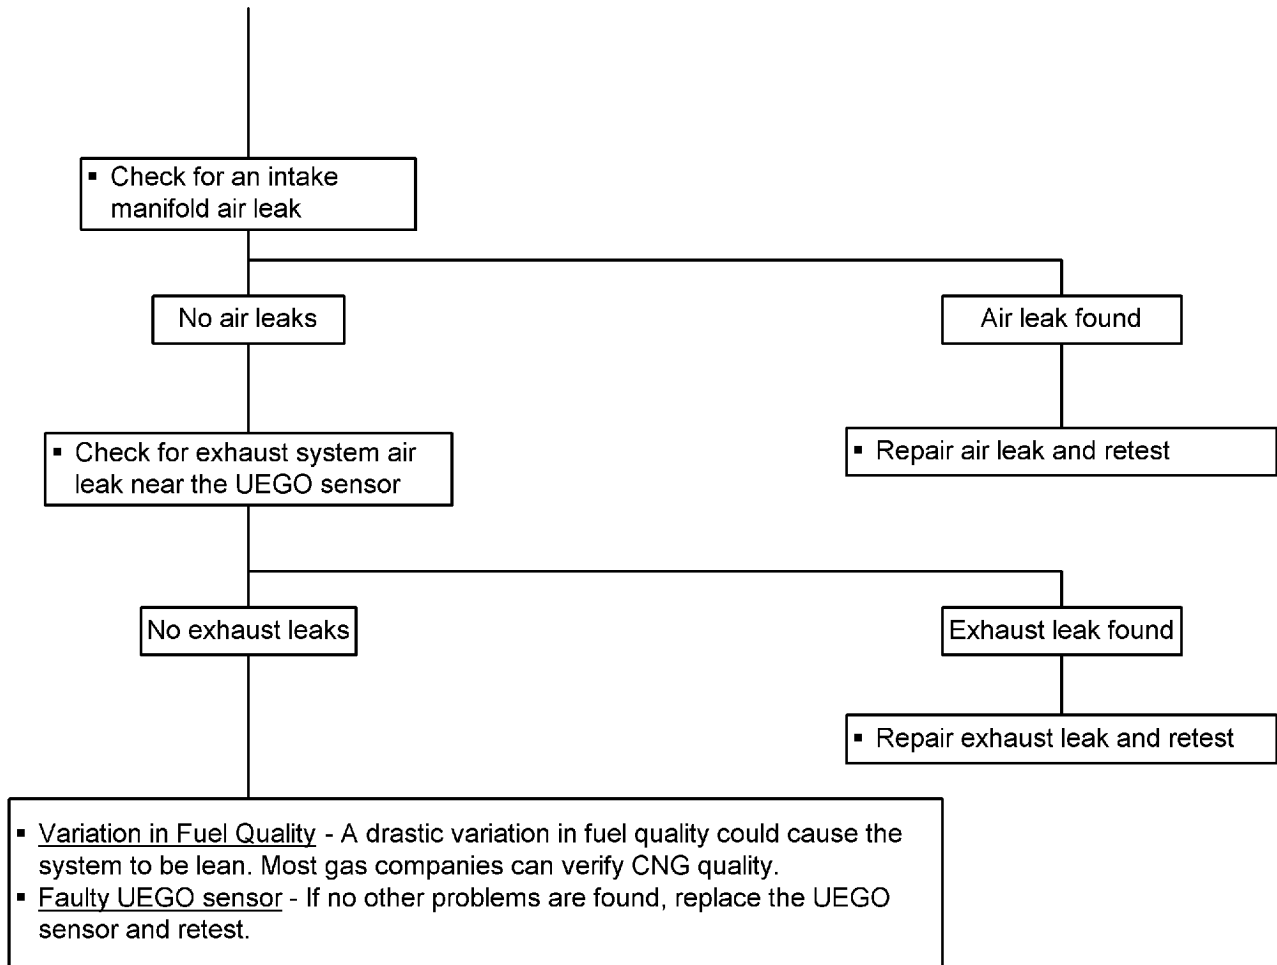 ▪ Check for an intake
manifold air leak
No air leaks
Air leak found
▪ Check for exhaust system air
leak near the UEGO sensor
▪ Repair air leak and retest
No exhaust leaks
Exhaust leak found
▪ Repair exhaust leak and retest
▪ Variation in Fuel Quality - A drastic variation in fuel quality could cause the
system to be lean. Most gas companies can verify CNG quality.
▪ Faulty UEGO sensor - If no other problems are found, replace the UEGO
sensor and retest.